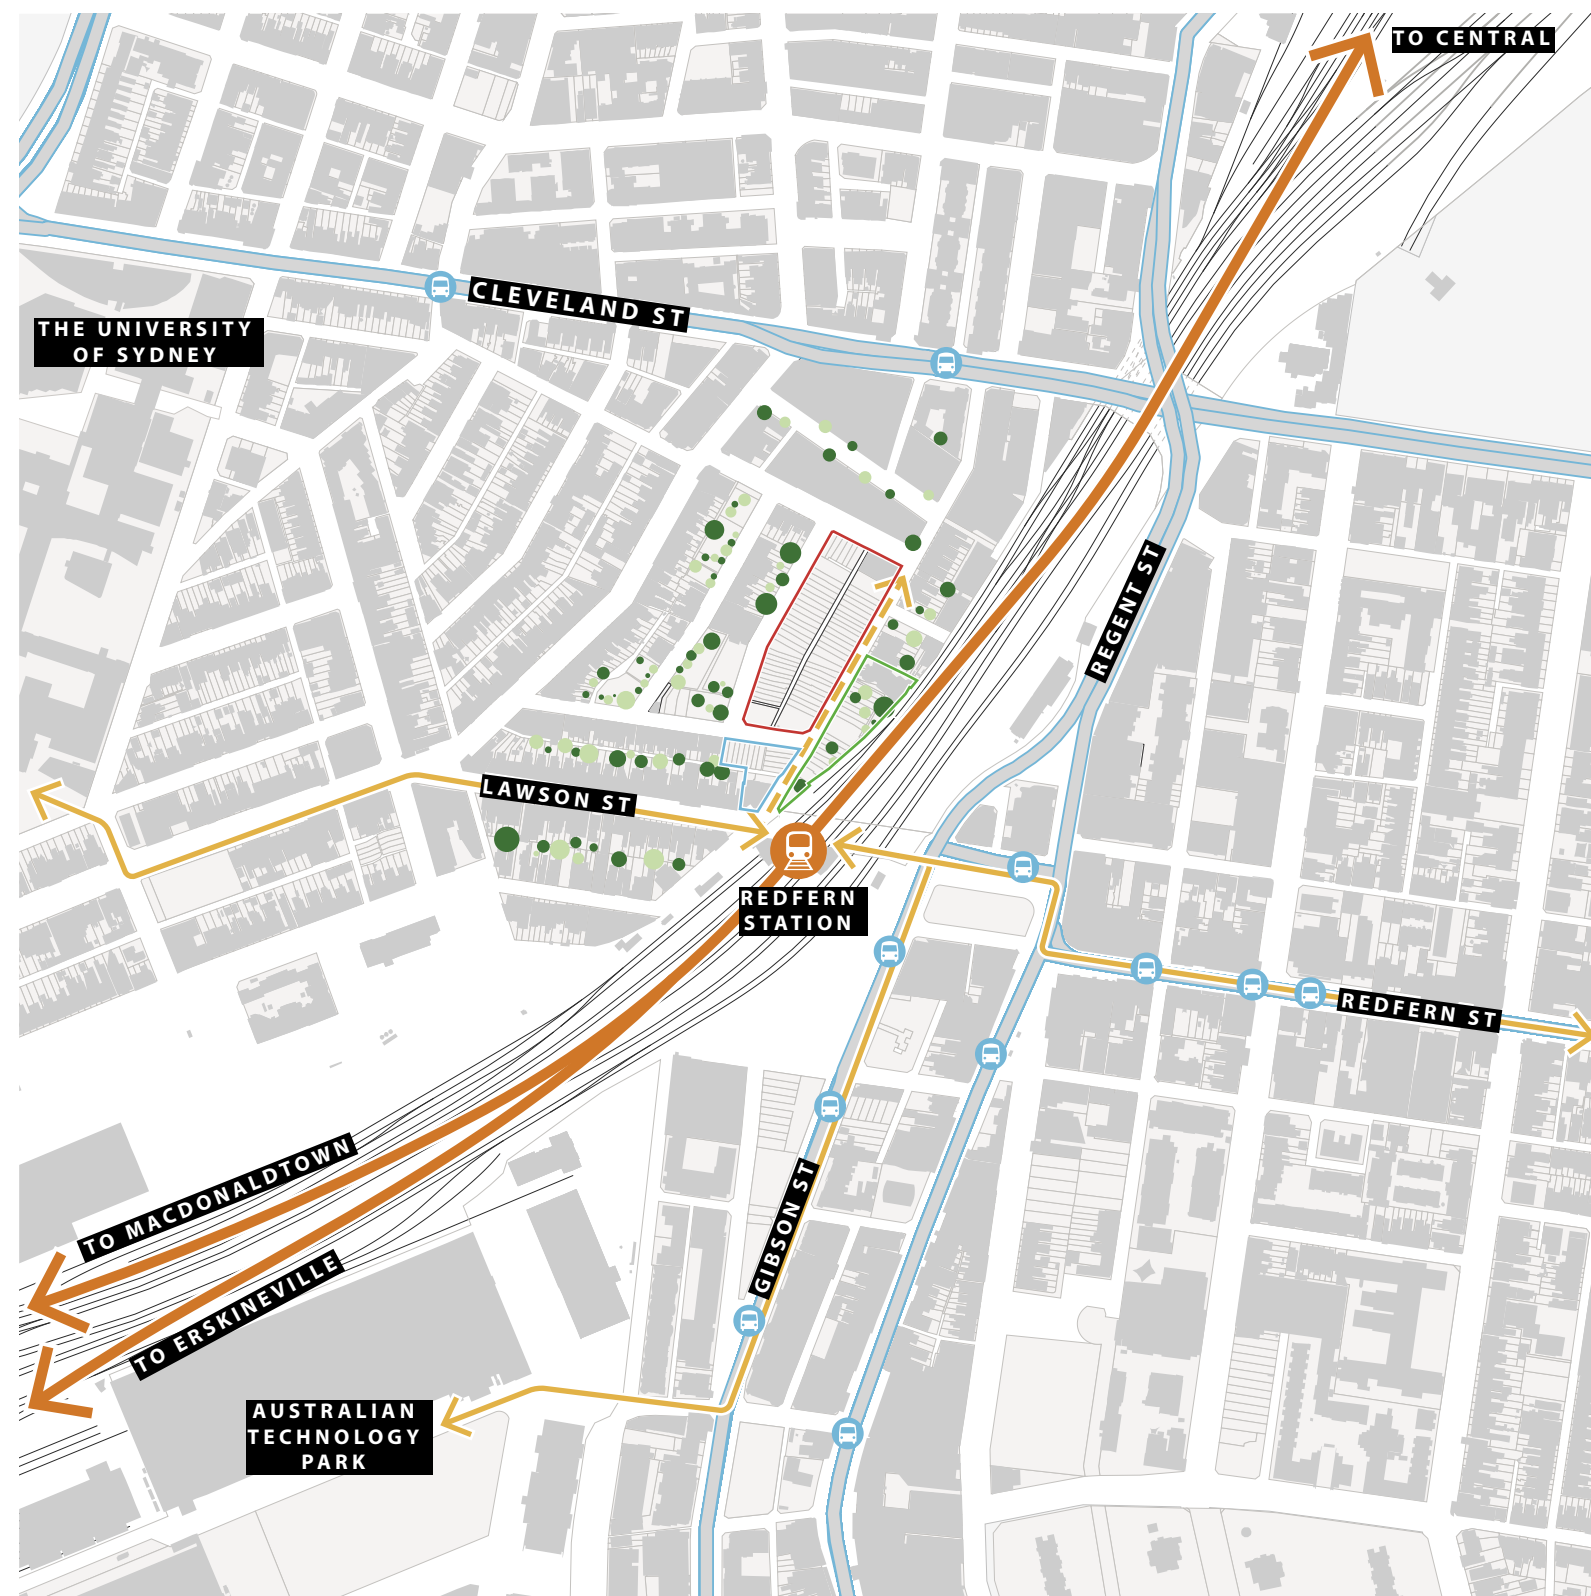 TO CENTRAL
CLEVELAND ST
THE UNIVERSITY
OF SYDNEY
REGENT ST
LAWSON ST
REDFERN
STATION
REDFERN ST
TO MACDONALDTOWN
GIBSON ST
TO ERSKINEVILLE
AUSTRALIAN
TECHNOLOGY
PARK